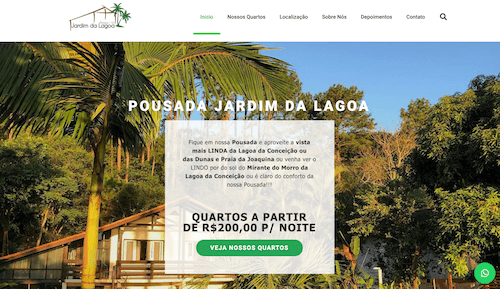 Jardim da Lagoa
Início Nossos Quartos Localização Sobre Nós Depoimentos Contato
POUSADA JARDIM DA LAGOA
Fique em nossa Pousada e aproveite a vista
mais LINDA da Lagoa da Conceição ou
das Dunas e Praia da Joaquina ou venha ver o
LINDO por do sol do Mirante do Morro da
Lagoa da Conceição ou é claro do conforto da
nossa Pousada!!!
QUARTOS A PARTIR
DE R$200,00 P/ NOITE
VEJA NOSSOS QUARTOS